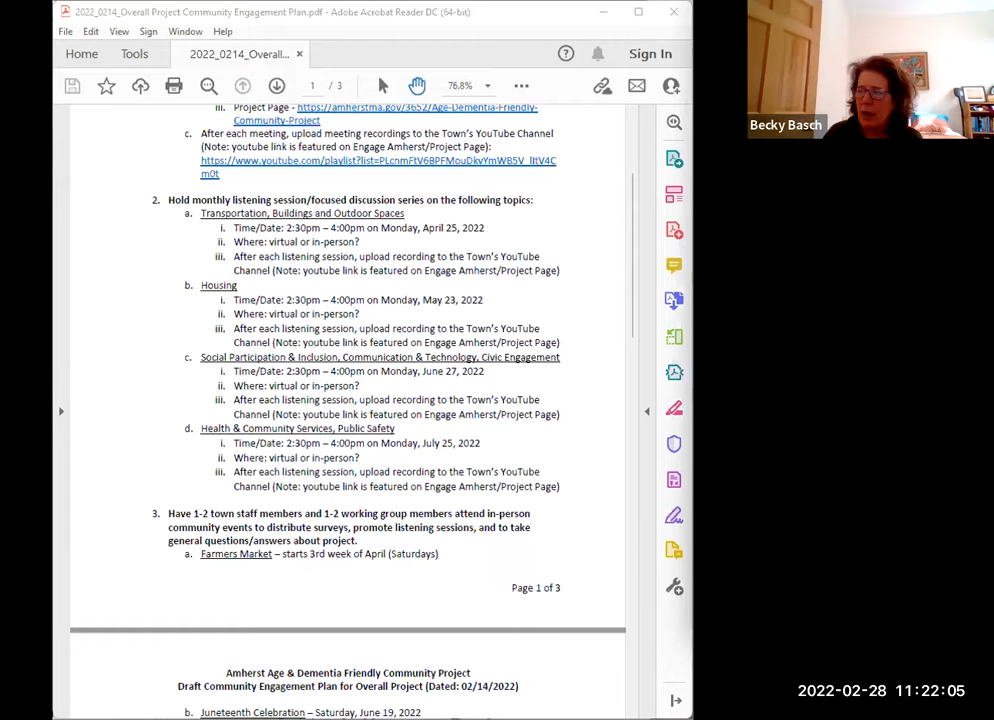 2022_0214_Overall Project Community Engagement Plan.pdf - Adobe Acrobat Reader DC (64-bit)
File Edit View Sign Window Help
Home Tools 2022_0214_Overall... × Sign In
1 / 3 76.8%
iii. Project Page - https://amherstma.gov/3652/Age-Dementia-Friendly-
Community-Project
c. After each meeting, upload meeting recordings to the Town's YouTube Channel
(Note: youtube link is featured on Engage Amherst/Project Page):
m0t
2. Hold monthly listening session/focused discussion series on the following topics:
a. Transportation, Buildings and Outdoor Spaces
i. Time/Date: 2:30pm – 4:00pm on Monday, April 25, 2022
ii. Where: virtual or in-person?
iii. After each listening session, upload recording to the Town's YouTube
Channel (Note: youtube link is featured on Engage Amherst/Project Page)
b. Housing
i. Time/Date: 2:30pm – 4:00pm on Monday, May 23, 2022
ii. Where: virtual or in-person?
iii. After each listening session, upload recording to the Town's YouTube
Channel (Note: youtube link is featured on Engage Amherst/Project Page)
c. Social Participation & Inclusion, Communication & Technology, Civic Engagement
i. Time/Date: 2:30pm – 4:00pm on Monday, June 27, 2022
ii. Where: virtual or in-person?
iii. After each listening session, upload recording to the Town's YouTube
Channel (Note: youtube link is featured on Engage Amherst/Project Page)
d. Health & Community Services, Public Safety
i. Time/Date: 2:30pm – 4:00pm on Monday, July 25, 2022
ii. Where: virtual or in-person?
iii. After each listening session, upload recording to the Town's YouTube
Channel (Note: youtube link is featured on Engage Amherst/Project Page)
3. Have 1-2 town staff members and 1-2 working group members attend in-person
community events to distribute surveys, promote listening sessions, and to take
general questions/answers about project.
a. Farmers Market – starts 3rd week of April (Saturdays)
Page 1 of 3
Amherst Age & Dementia Friendly Community Project
Draft Community Engagement Plan for Overall Project (Dated: 02/14/2022)
b. Juneteenth Celebration – Saturday, June 19, 2022
Becky Basch
2022-02-28 11:22:05